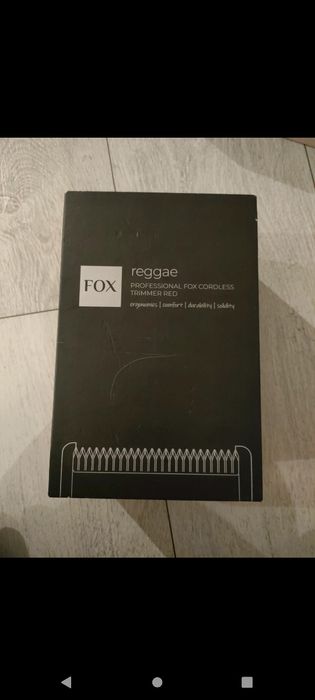 FOX
reggae
PROFESSIONAL FOX CORDLESS
TRIMMER RED
ergonomics | comfort | durability | solidity